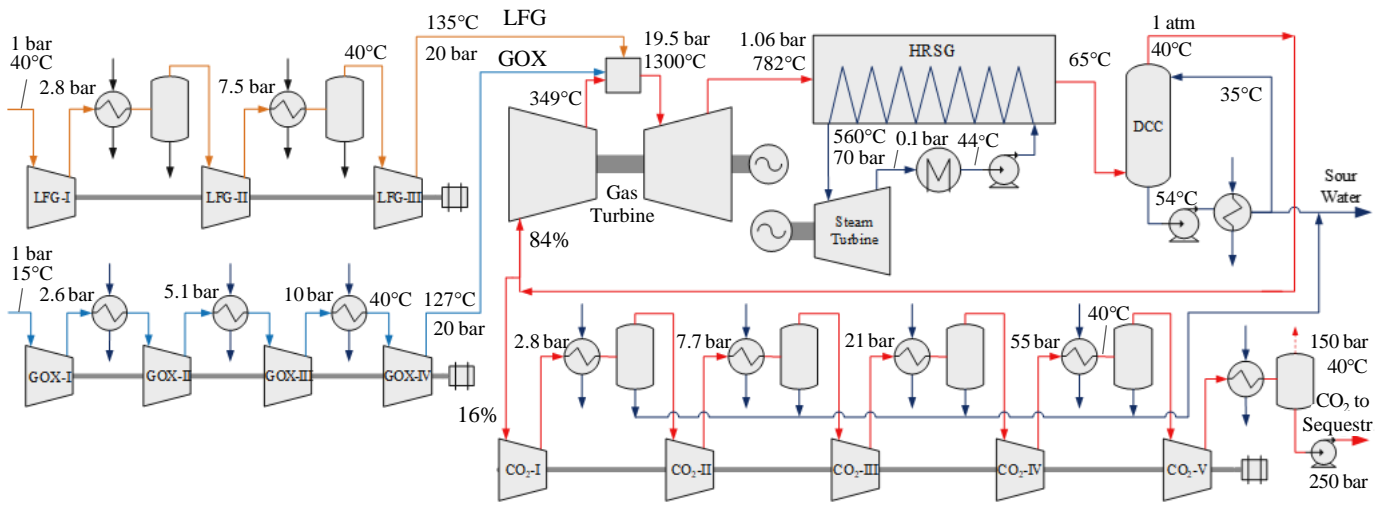 LFG
135°C
20 bar
1 bar
40°C
2.8 bar
7.5 bar
40°C
LFG-I
LFG-II
LFG-III
GOX
1 bar
15°C
2.6 bar
5.1 bar
10 bar
40°C
127°C
20 bar
GOX-I
GOX-II
GOX-III
GOX-IV
19.5 bar
1300°C
349°C
Gas
Turbine
84%
16%
1.06 bar
782°C
HRSG
65°C
560°C
70 bar
0.1 bar
44°C
Steam
Turbine
1 atm
40°C
DCC
35°C
54°C
Sour
Water
2.8 bar
7.7 bar
21 bar
55 bar
40°C
150 bar
40°C
CO₂ to
Sequestr
250 bar
CO₂-I
CO₂-II
CO₂-III
CO₂-IV
CO₂-V